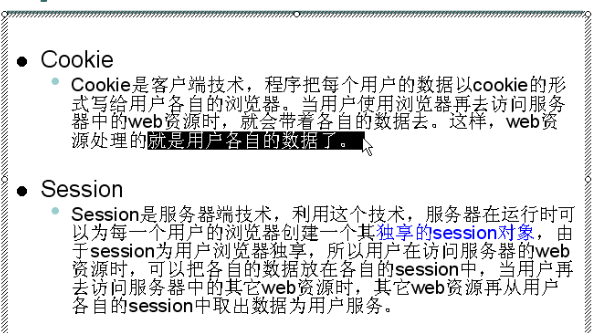 Cookie
Cookie是客户端技术，程序把每个用户的数据以cookie的形
式写给用户各自的浏览器。当用户使用浏览器再去访问服务
器中的web资源时，就会带着各自的数据去。这样，web资
源处理的就是用户各自的数据了。
Session
Session是服务器端技术，利用这个技术，服务器在运行时可
以为每一个用户的浏览器创建一个其独享的session对象，由
于session为用户浏览器独享，所以用户在访问服务器的web
资源时，可以把各自的数据放在各自的session中，当用户再
去访问服务器中的其它web资源时，其它web资源再从用户
各自的session中取出数据为用户服务。